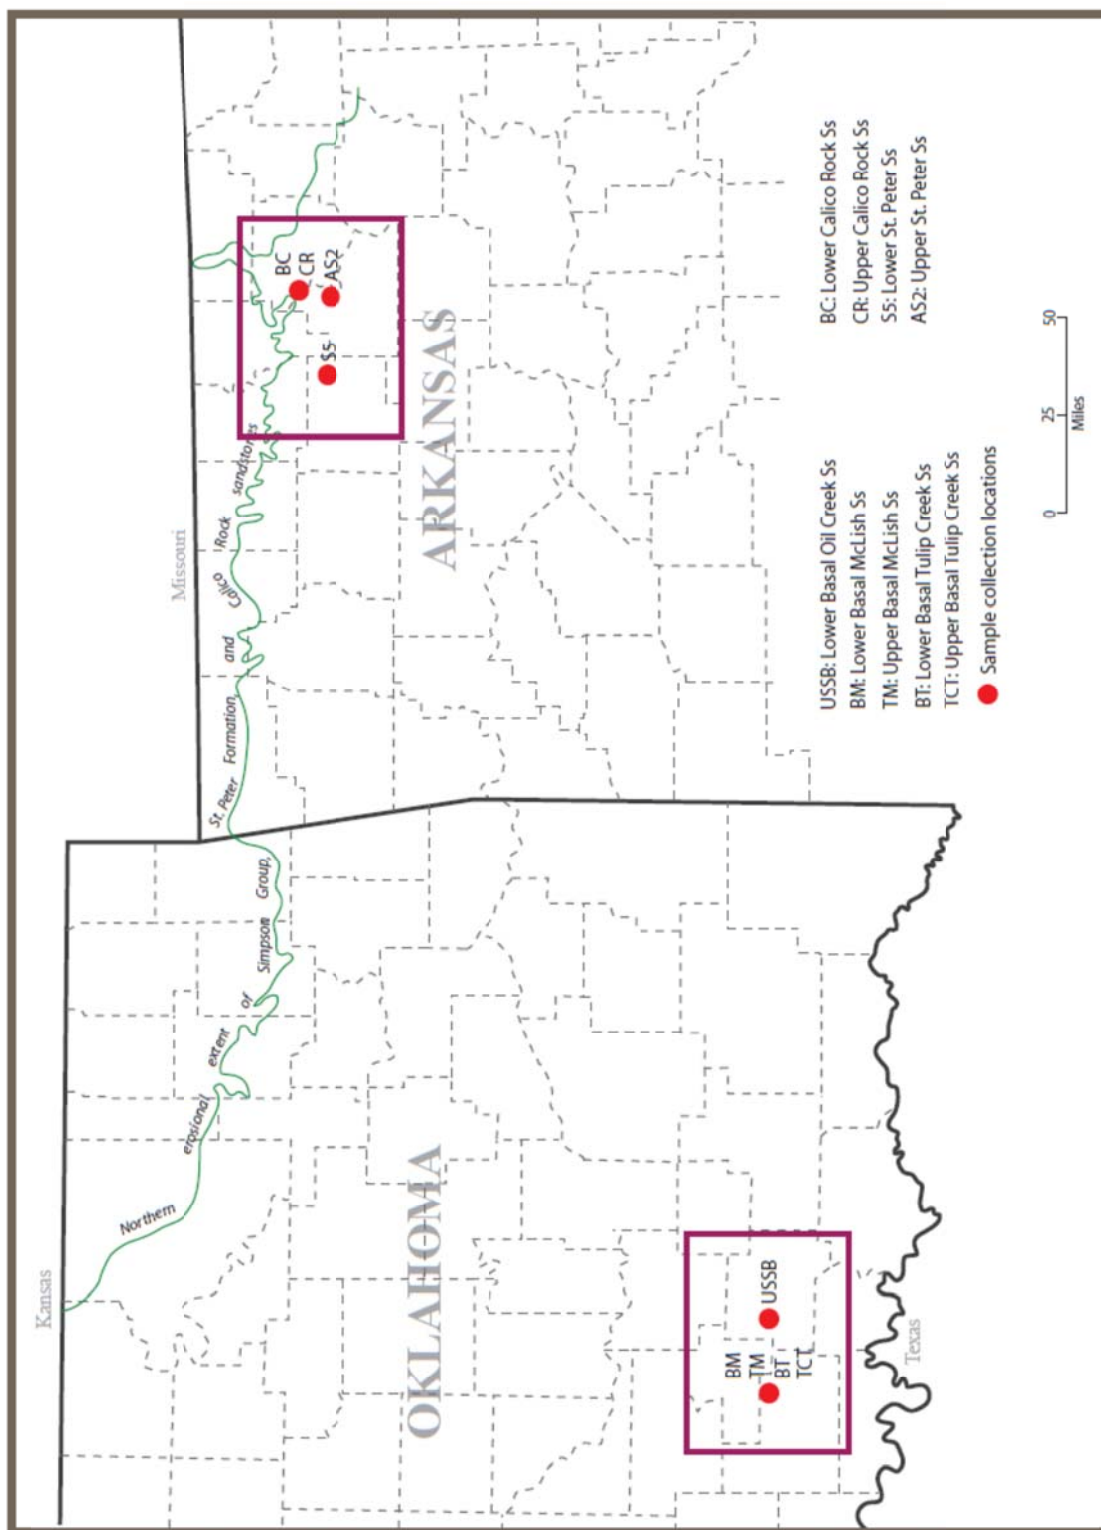 Kansas
Missouri
Northern erosional extent of Simpson Group, St. Peter Formation and Calico Rock sandstones
OKLAHOMA
ARKANSAS
BC
CR
AS2
S5
BM
TM
BT
TCT
USSB
Texas
USSB: Lower Basal Oil Creek Ss
BM: Lower Basal McLish Ss
TM: Upper Basal McLish Ss
BT: Lower Basal Tulip Creek Ss
TCT: Upper Basal Tulip Creek Ss
Sample collection locations
BC: Lower Calico Rock Ss
CR: Upper Calico Rock Ss
S5: Lower St. Peter Ss
AS2: Upper St. Peter Ss
0 25 50
Miles